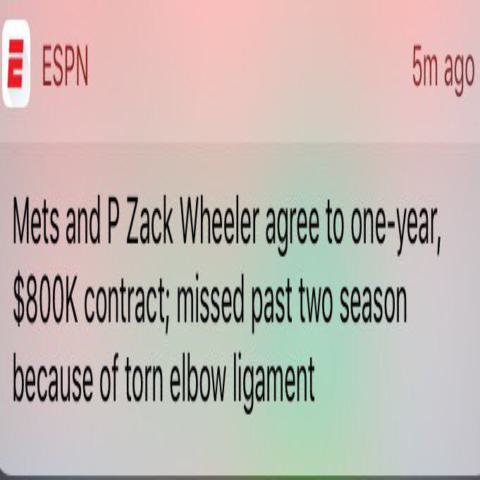 ESPN 5m ago
Mets and P Zack Wheeler agree to one-year,
$800K contract; missed past two season
because of torn elbow ligament